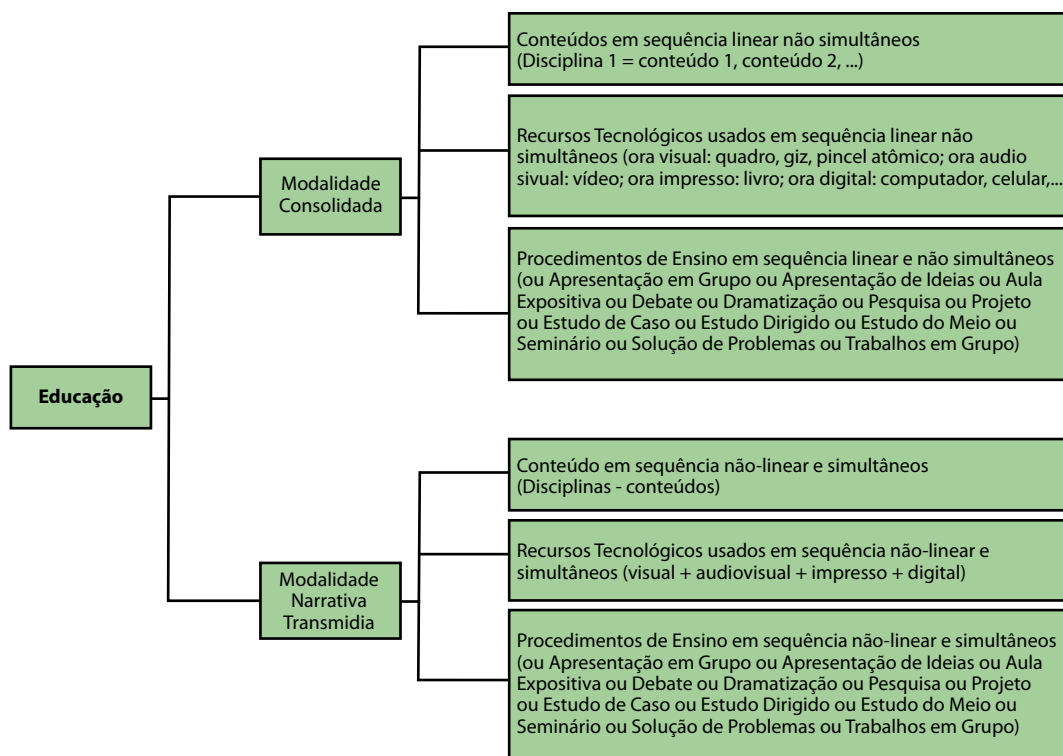 Conteúdos em sequência linear não simultâneos
(Disciplina 1 = conteúdo 1, conteúdo 2, ...)
Recursos Tecnológicos usados em sequência linear não
simultâneos (ora visual: quadro, giz, pincel atômico; ora audio
sivual: vídeo; ora impresso: livro; ora digital: computador, celular,...
Modalidade
Consolidada
Procedimentos de Ensino em sequência linear e não simultâneos
(ou Apresentação em Grupo ou Apresentação de Ideias ou Aula
Expositiva ou Debate ou Dramatização ou Pesquisa ou Projeto
ou Estudo de Caso ou Estudo Dirigido ou Estudo do Meio ou
Seminário ou Solução de Problemas ou Trabalhos em Grupo)
Educação
Conteúdo em sequência não-linear e simultâneos
(Disciplinas - conteúdos)
Recursos Tecnológicos usados em sequência não-linear e
simultâneos (visual + audiovisual + impresso + digital)
Modalidade
Narrativa
Transmidia
Procedimentos de Ensino em sequência não-linear e simultâneos
(ou Apresentação em Grupo ou Apresentação de Ideias ou Aula
Expositiva ou Debate ou Dramatização ou Pesquisa ou Projeto
ou Estudo de Caso ou Estudo Dirigido ou Estudo do Meio ou
Seminário ou Solução de Problemas ou Trabalhos em Grupo)